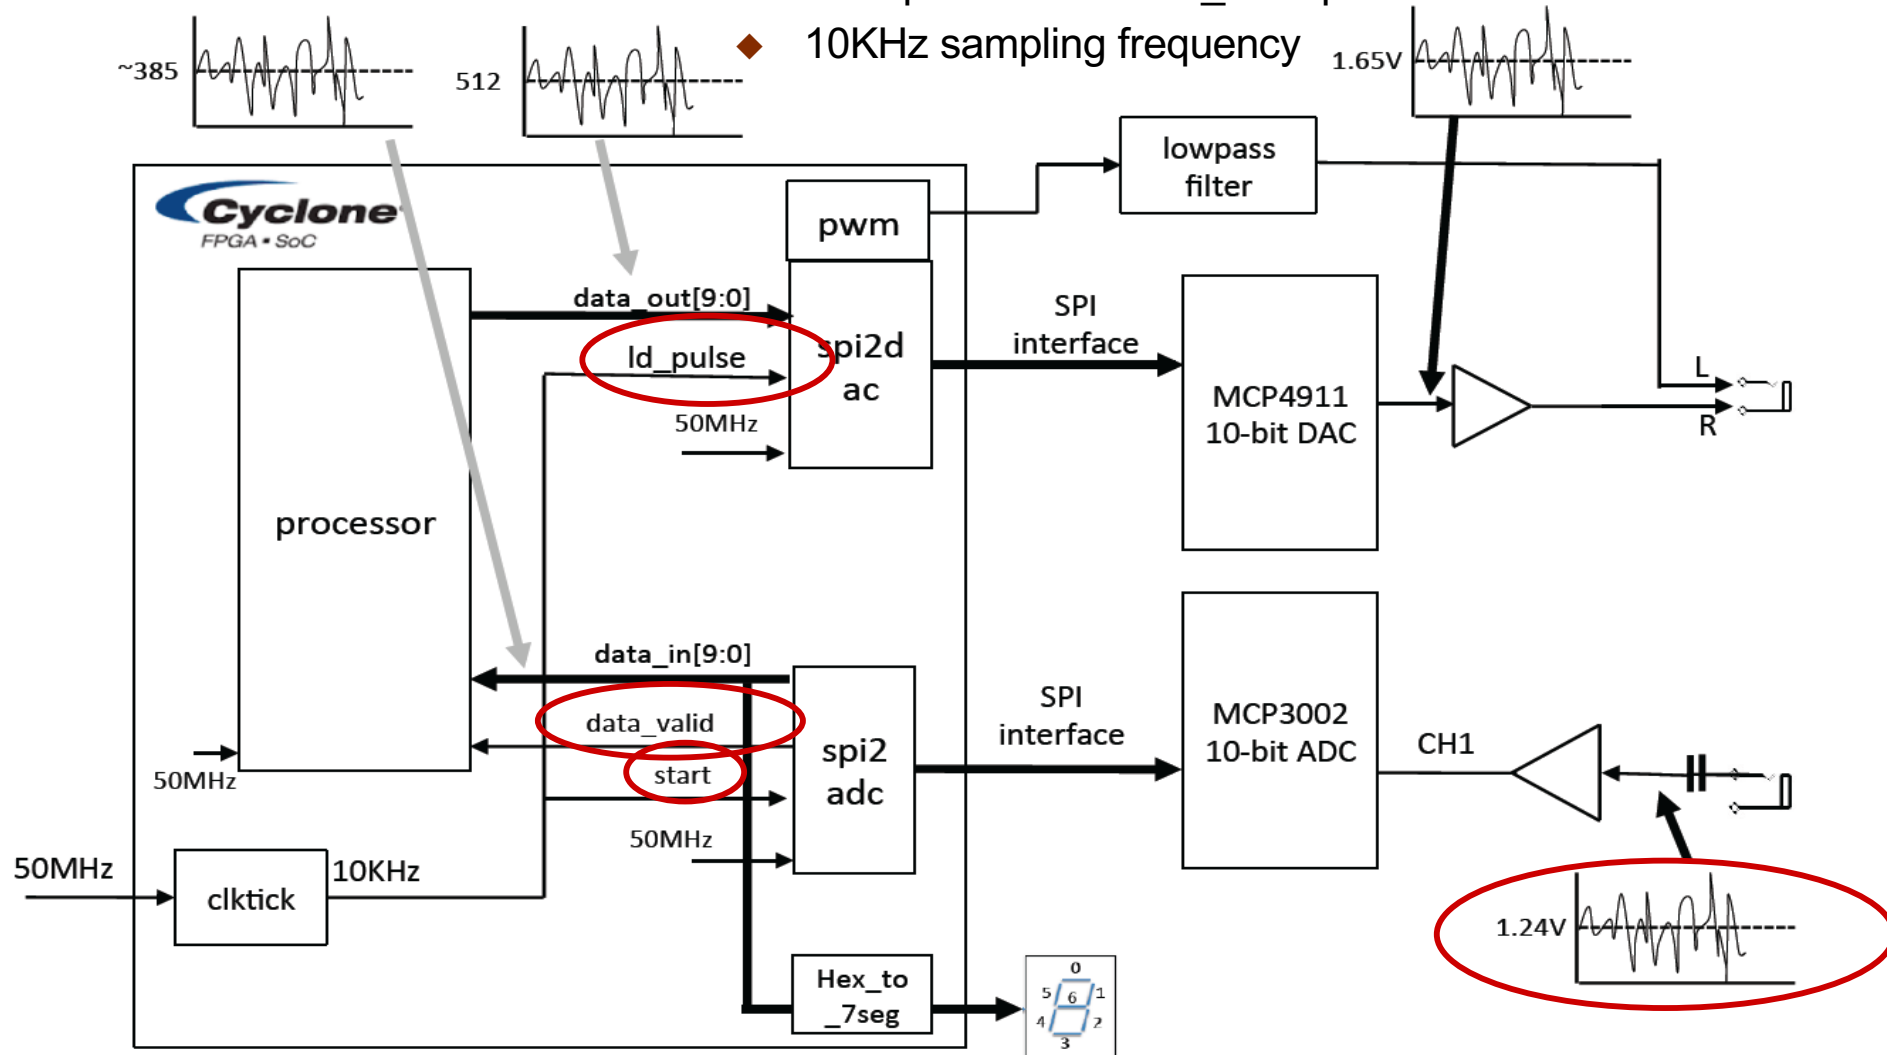 10KHz sampling frequency
~385
512
1.65V
lowpass
filter
Cyclone
FPGA • SoC
pwm
data_out[9:0]
SPI
interface
ld_pulse
spi2d
ac
L
MCP4911
10-bit DAC
50MHz
R
processor
data_in[9:0]
SPI
interface
data_valid
MCP3002
10-bit ADC
CH1
spi2
adc
start
50MHz
50MHz
50MHz
10KHz
clktick
1.24V
Hex_to
_7seg
0
5
6
1
4
2
3